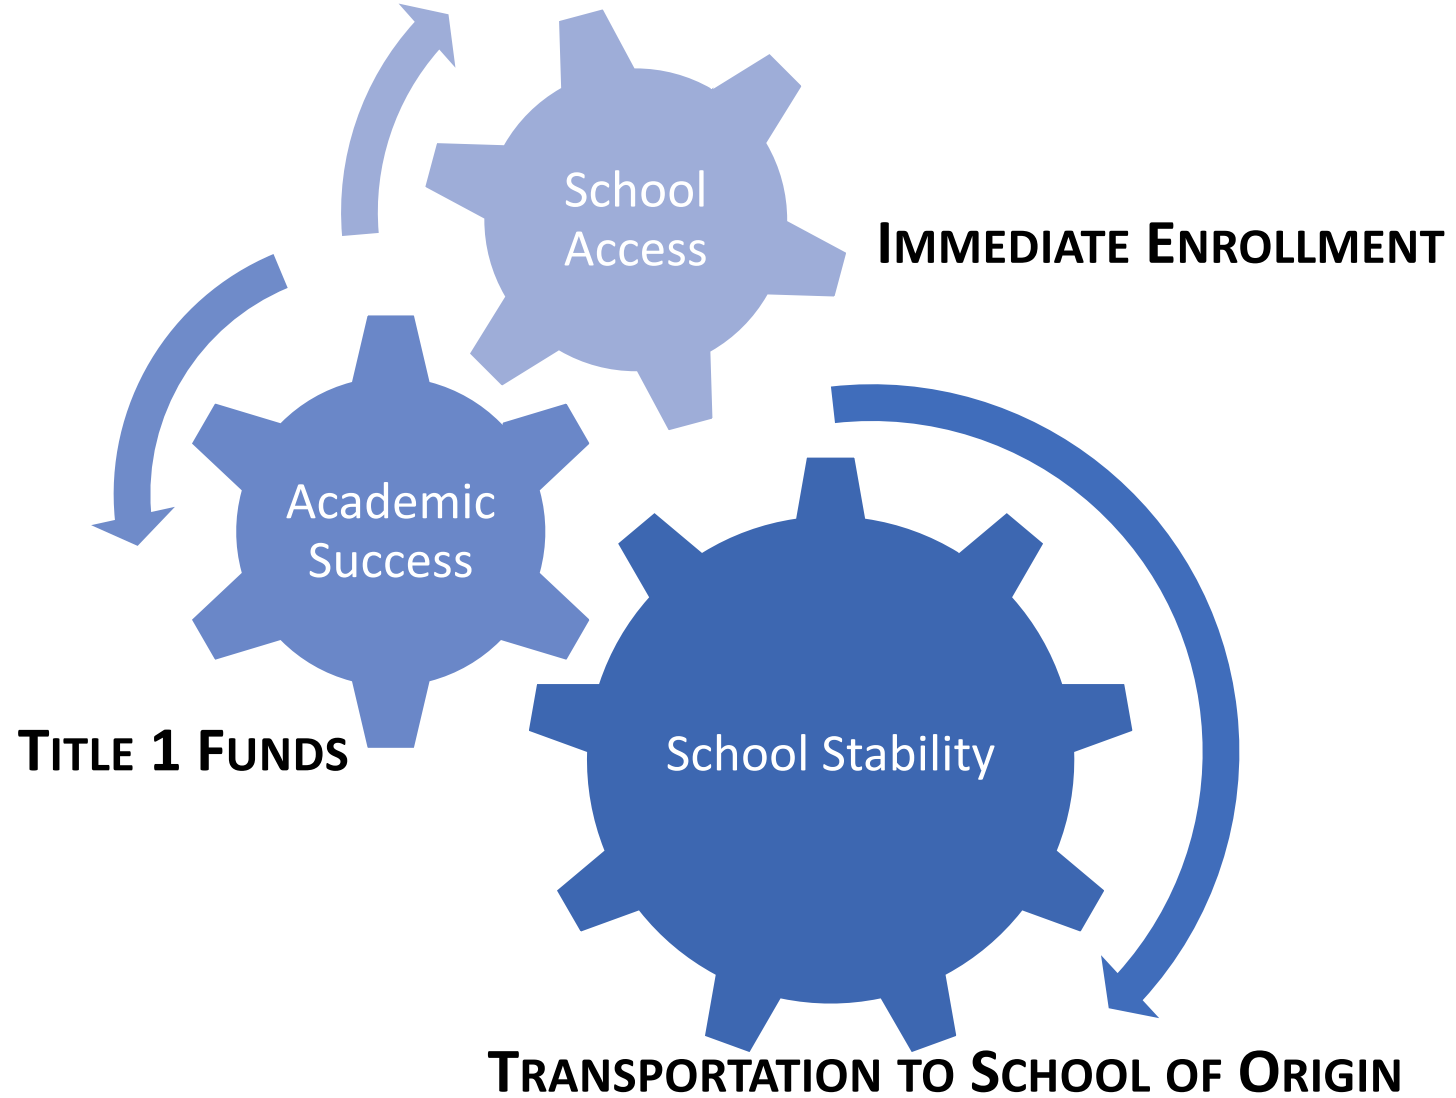 School
Access
IMMEDIATE ENROLLMENT
Academic
Success
TITLE 1 FUNDS
School Stability
TRANSPORTATION TO SCHOOL OF ORIGIN